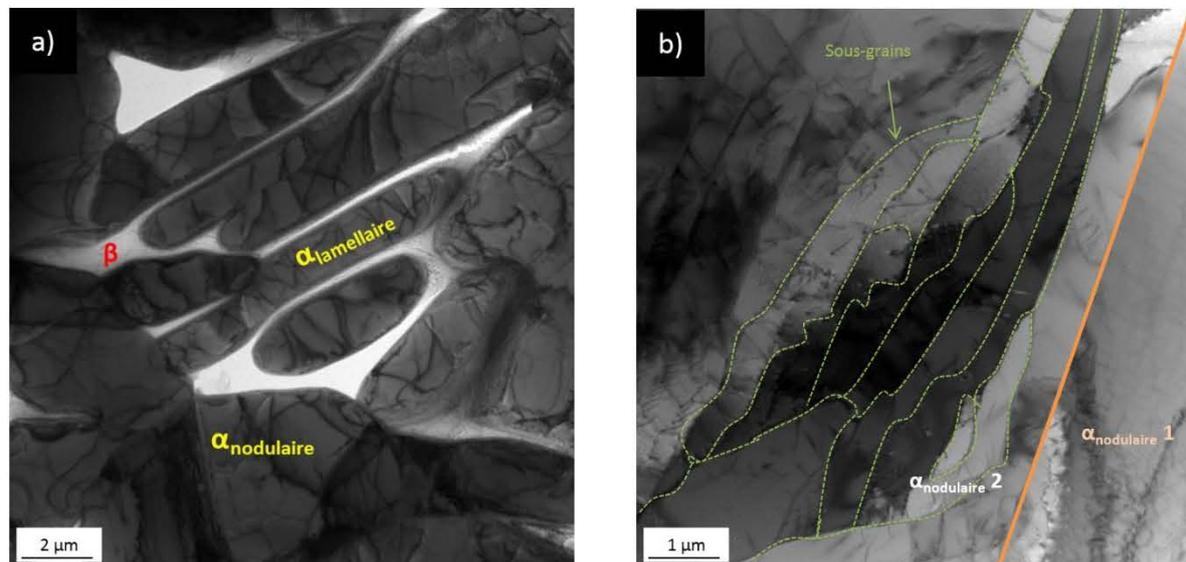 a)
β
αlamellaire
αnodulaire
2 µm
b)
Sous-grains
αnodulaire 1
αnodulaire 2
1 µm